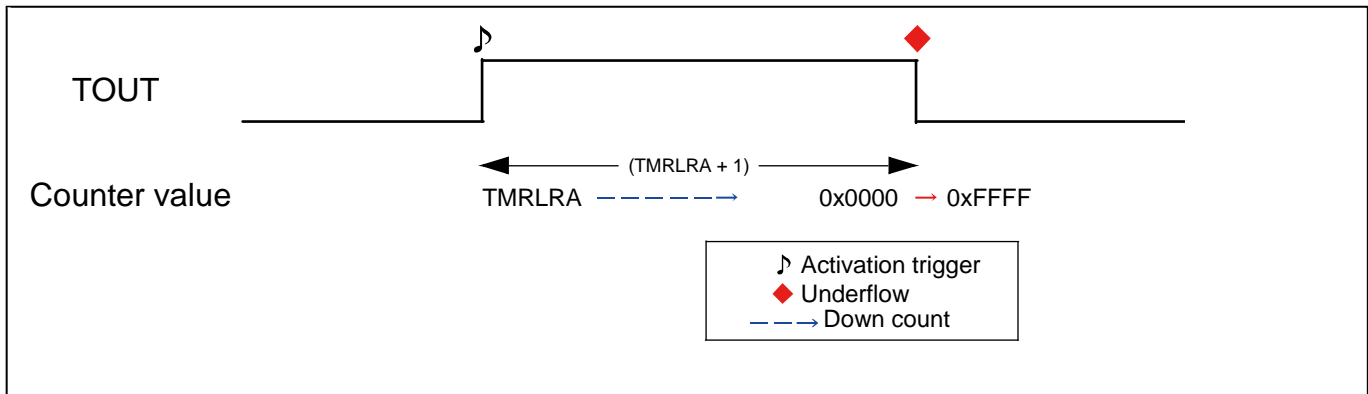 TOUT
(TMRLRA + 1)
Counter value TMRLRA 0x0000 → 0xFFFF
♪ Activation trigger
◆ Underflow
Down count